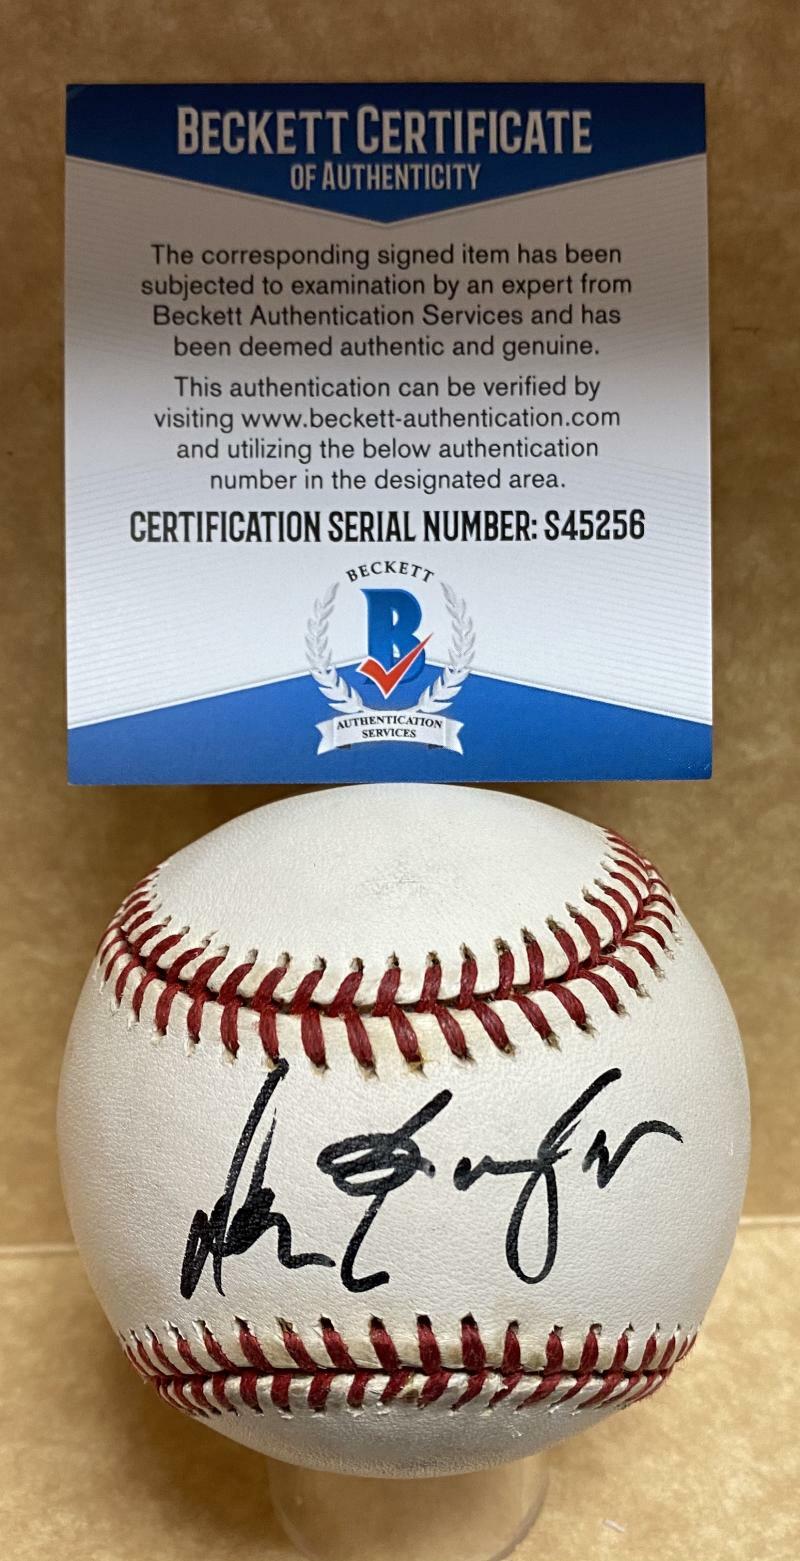 BECKETT CERTIFICATE
OF AUTHENTICITY
The corresponding signed item has been
subjected to examination by an expert from
Beckett Authentication Services and has
been deemed authentic and genuine.
This authentication can be verified by
visiting www.beckett-authentication.com
and utilizing the below authentication
number in the designated area.
CERTIFICATION SERIAL NUMBER: S45256
BECKETT
B
AUTHENTICATION
SERVICES